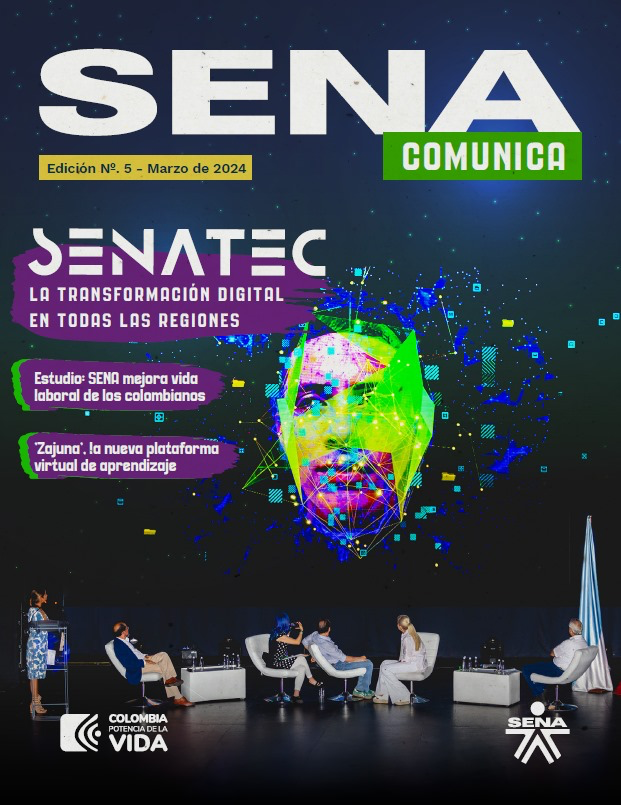 SENA
COMUNICA
Edición Nº. 5 - Marzo de 2024
SENATEC
LA TRANSFORMACIÓN DIGITAL
EN TODAS LAS REGIONES
Estudio: SENA mejora vida
laboral de los colombianos
'Zajuna', la nueva plataforma
virtual de aprendizaje
COLOMBIA
POTENCIA DE LA
VIDA
SENA